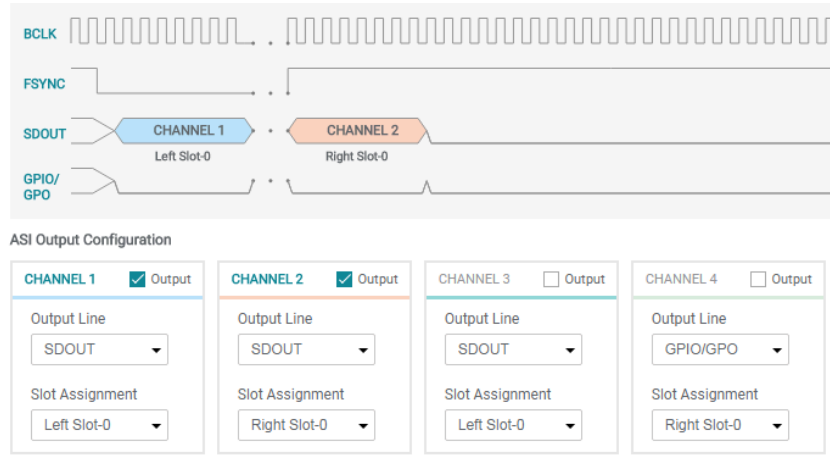 BCLK
FSYNC
SDOUT CHANNEL 1 CHANNEL 2
Left Slot-0 Right Slot-0
GPIO/
GPO
ASI Output Configuration
CHANNEL 1 Output CHANNEL 2 Output CHANNEL 3 Output CHANNEL 4 Output
Output Line Output Line Output Line Output Line
SDOUT SDOUT SDOUT GPIO/GPO
Slot Assignment Slot Assignment Slot Assignment Slot Assignment
Left Slot-0 Right Slot-0 Left Slot-0 Right Slot-0